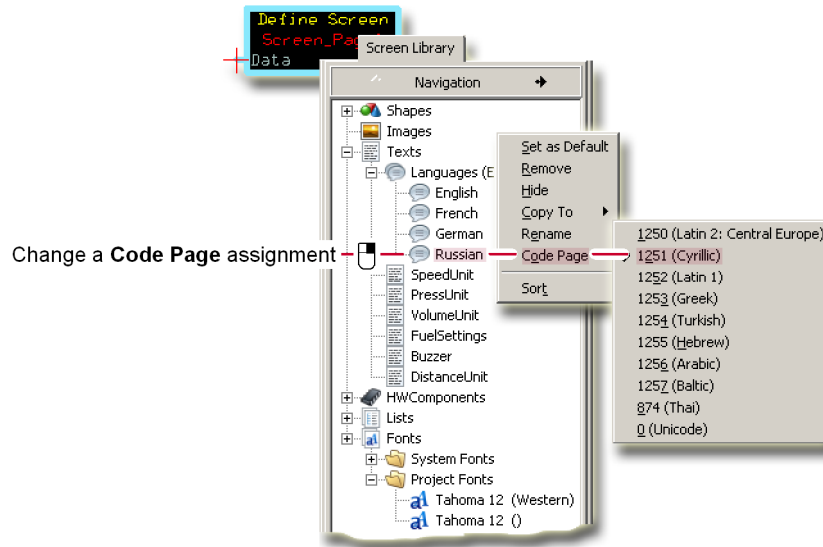 Define Screen
Screen_Pag
Data
Screen Library
Navigation
Shapes
Images
Texts
Languages (E
English
French
German
Russian
SpeedUnit
PressUnit
VolumeUnit
FuelSettings
Buzzer
DistanceUnit
HWComponents
Lists
Fonts
System Fonts
Project Fonts
Tahoma 12 (Western)
Tahoma 12 ()
Change a Code Page assignment
Set as Default
Remove
Hide
Copy To
Rename
Code Page
Sort
1250 (Latin 2: Central Europe)
1251 (Cyrillic)
1252 (Latin 1)
1253 (Greek)
1254 (Turkish)
1255 (Hebrew)
1256 (Arabic)
1257 (Baltic)
874 (Thai)
0 (Unicode)